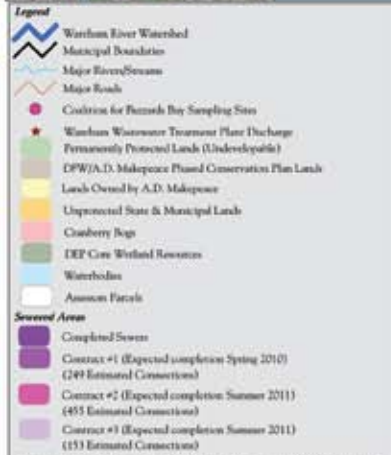 Legend
Wareham River Watershed
Municipal Boundaries
Major Rivers/Streams
Major Roads
Coalition for Buzzards Bay Sampling Sites
Wareham Wastewater Treatment Plant Discharge
Permanently Protected Lands (Undevelopable)
DFW/A.D. Makepeace Phased Conservation Plan Lands
Lands Owned by A.D. Makepeace
Unprotected State & Municipal Lands
Cranberry Bogs
DEP Core Wetland Resources
Waterbodies
Assessors Parcels
Sewered Areas
Completed Sewers
Contract #1 (Expected completion Spring 2010)
(249 Estimated Connections)
Contract #2 (Expected completion Summer 2011)
(455 Estimated Connections)
Contract #3 (Expected completion Summer 2011)
(153 Estimated Connections)